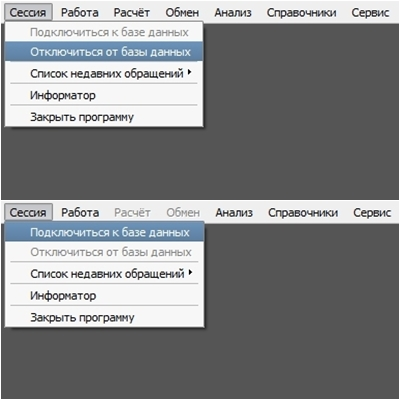 Сессия Работа Расчёт Обмен Анализ Справочники Сервис
Подключиться к базе данных
Отключиться от базы данных
Список недавних обращений
Информатор
Закрыть программу
Сессия Работа Расчёт Обмен Анализ Справочники Сервис
Подключиться к базе данных
Отключиться от базы данных
Список недавних обращений
Информатор
Закрыть программу